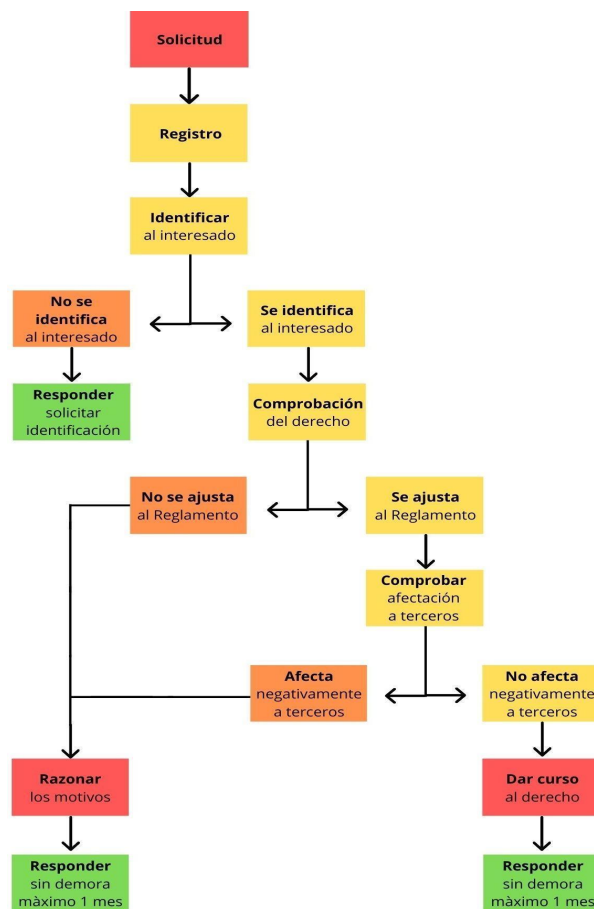 Solicitud
Registro
Identificar
al interesado
No se
identifica
al interesado
Se identifica
al interesado
Responder
solicitar
identificación
Comprobación
del derecho
No se ajusta
al Reglamento
Se ajusta
al Reglamento
Comprobar
afectación
a terceros
Afecta
negativamente
a terceros
No afecta
negativamente
a terceros
Razonar
los motivos
Dar curso
al derecho
Responder
sin demora
màximo 1 mes
Responder
sin demora
màximo 1 mes